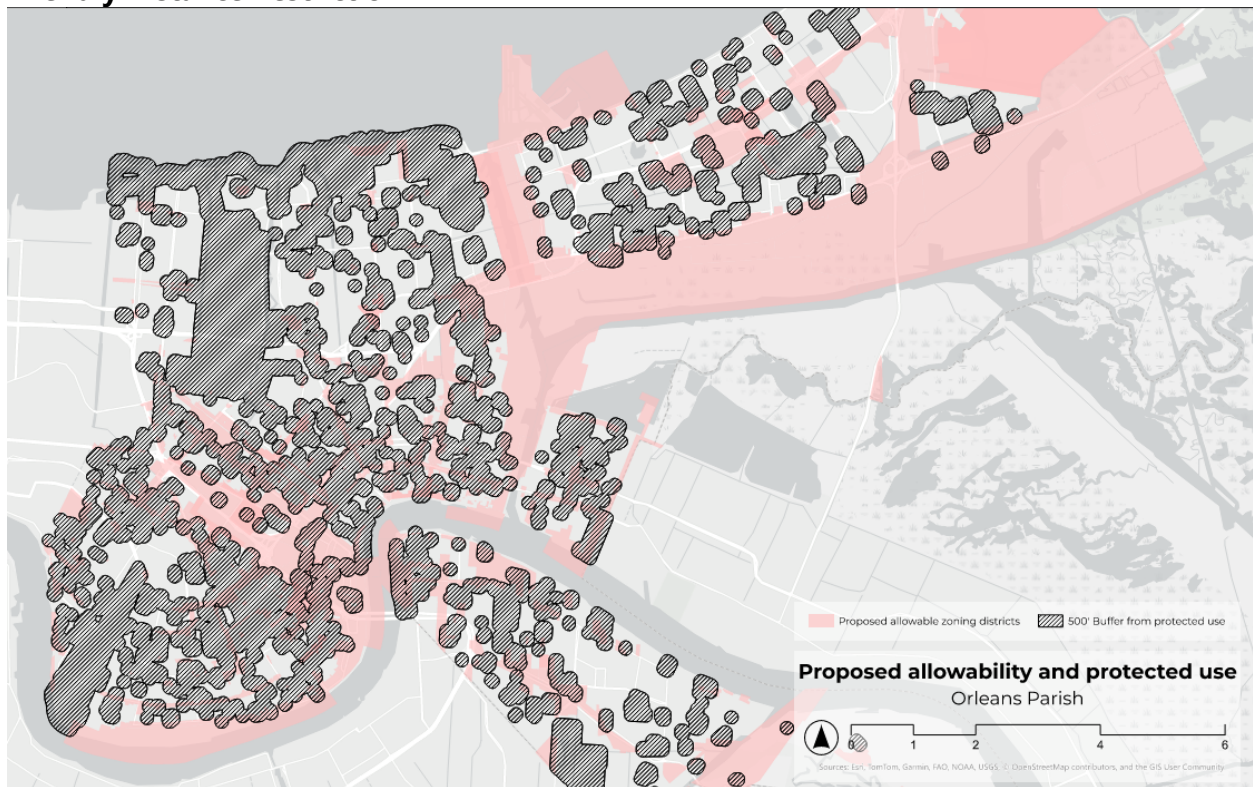 Proposed allowable zoning districts
500' Buffer from protected use
Proposed allowability and protected use
Orleans Parish
0 1 2 4 6
Sources: Esri, TomTom, Garmin, FAO, NOAA, USGS, © OpenStreetMap contributors, and the GIS User Community